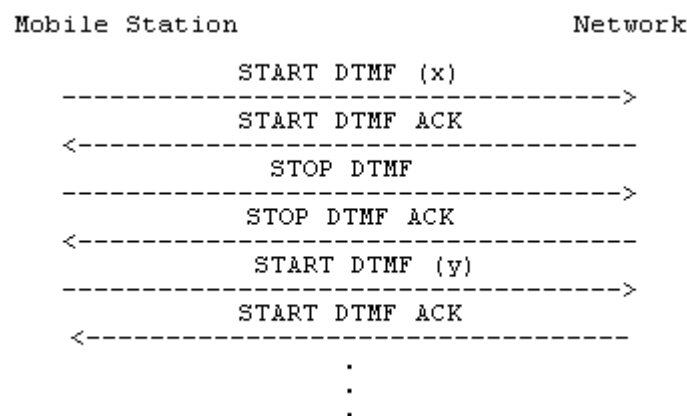 Mobile Station Network
START DTMF (x)
------------------------------------>
START DTMF ACK
<------------------------------------
STOP DTMF
------------------------------------>
STOP DTMF ACK
<------------------------------------
START DTMF (y)
------------------------------------>
START DTMF ACK
<-----------------------------------
.
.
.